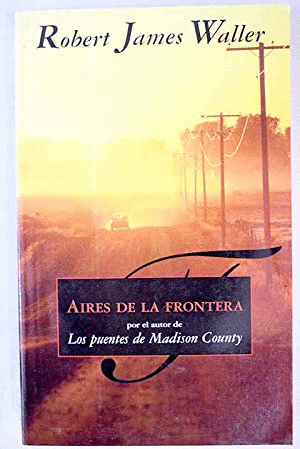 Robert James Waller
AIRES DE LA FRONTERA
por el autor de
Los puentes de Madison County